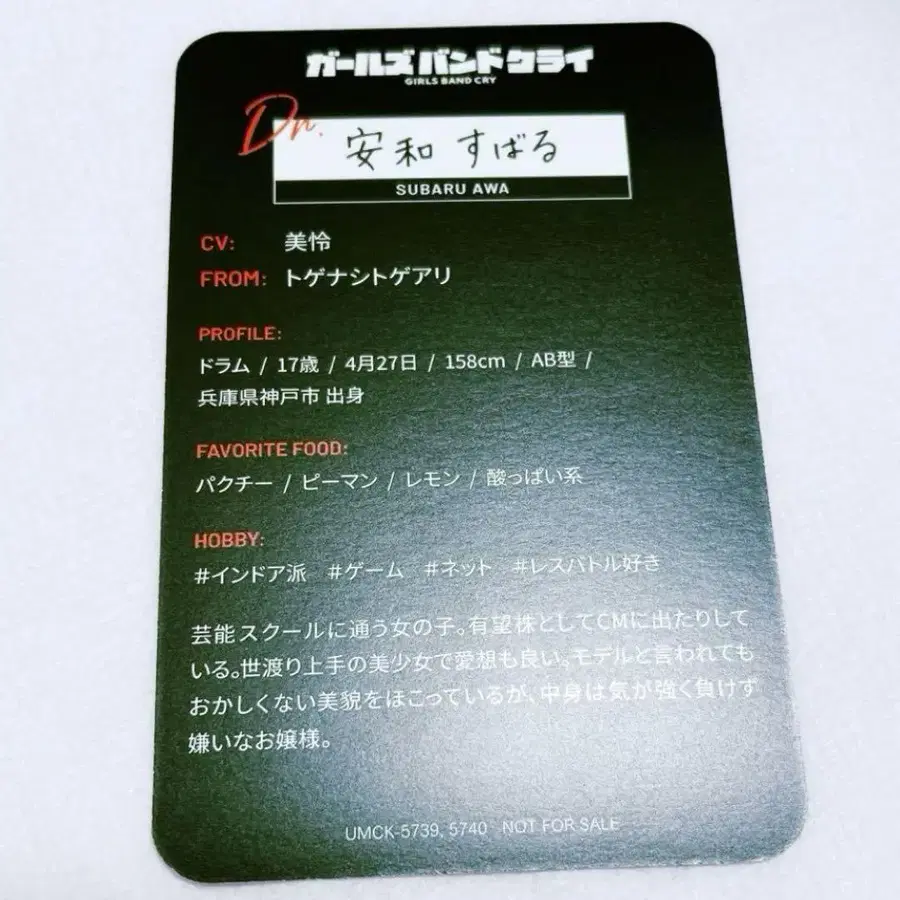 ガールズバンドクライ
GIRLS BAND CRY
Dr. 安和 すばる
SUBARU AWA
CV: 美怜
FROM: トゲナシトゲアリ
PROFILE:
ドラム / 17歳 / 4月27日 / 158cm / AB型 /
兵庫県神戸市 出身
FAVORITE FOOD:
パクチー / ピーマン / レモン / 酸っぱい系
HOBBY:
#インドア派 #ゲーム #ネット #レスバトル好き
芸能スクールに通う女の子。有望株としてCMに出たりして
いる。世渡り上手の美少女で愛想も良い。モデルと言われても
おかしくない美貌をほこっているが、中身は気が強く負けず
嫌いなお嬢様。
UMCK-5739, 5740 NOT FOR SALE